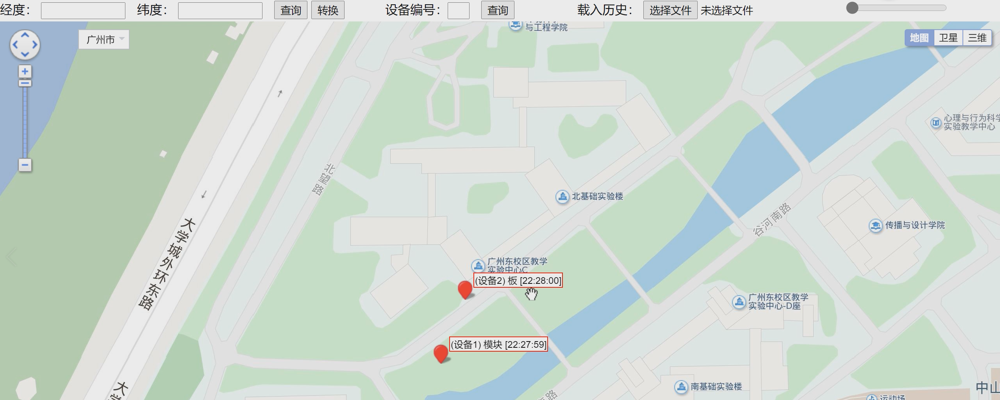 经度：
纬度：
查询
转换
设备编号：
查询
载入历史：
选择文件
未选择文件
广州市
地图
卫星
三维
与工程学院
心理与行为科学
实验教学中心
北望路
北基础实验楼
谷河南路
传播与设计学院
大学城外环东路
广州东校区教学
实验中心C
(设备2) 板 [22:28:00]
广州东校区教学
实验中心-D座
(设备1) 模块 [22:27:59]
大学
南基础实验楼
中山
路
运动场